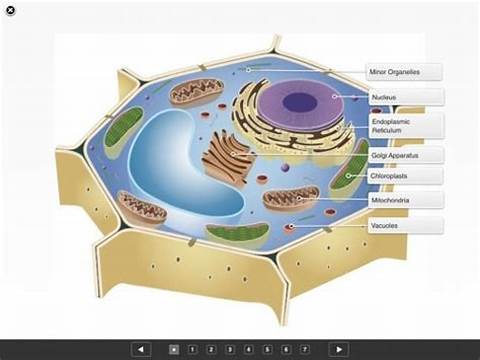 Minor Organelles
Nucleus
Endoplasmic
Reticulum
Golgi Apparatus
Chloroplasts
Mitochondria
Vacuoles
1 2 3 4 5 6 7